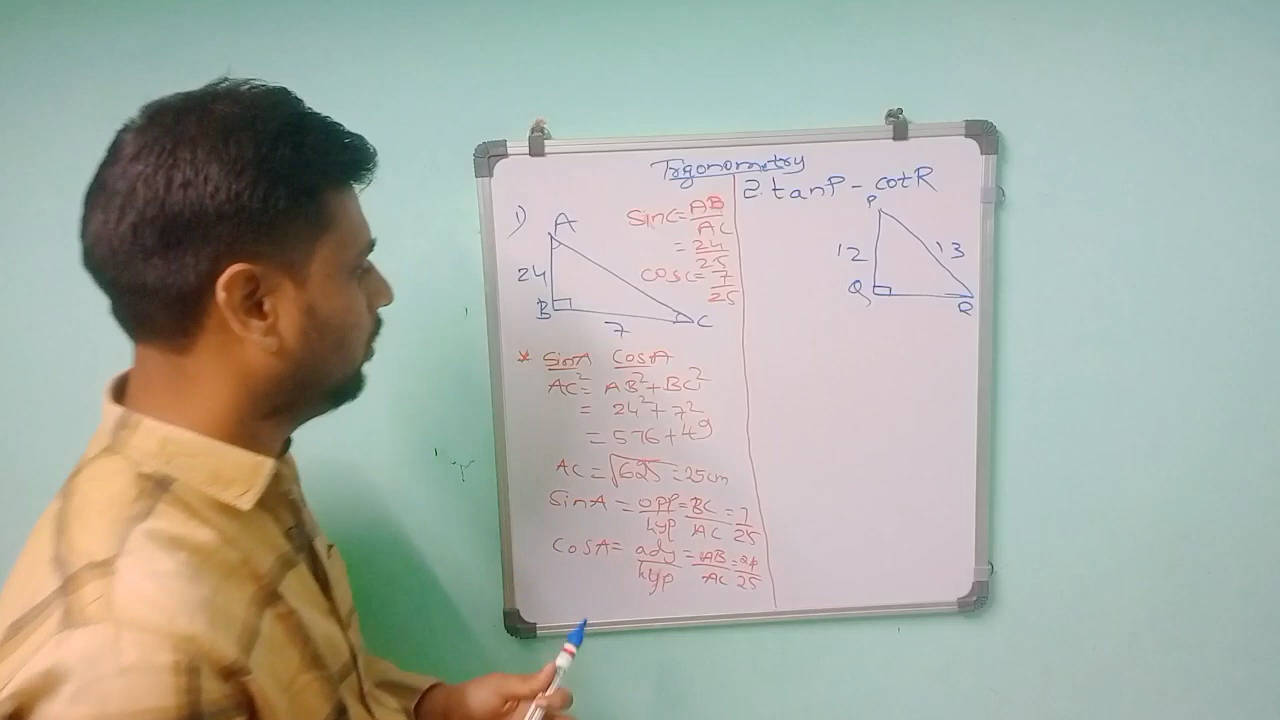 Trgonometry
1)
A
24
B
7
C
SinC = AB/AC
= 24/25
cosC = 7/25
* SinA CosA
AC² = AB² + BC²
= 24² + 7²
= 576 + 49
AC = √625 = 25cm
SinA = opp/hyp = BC/AC = 7/25
CosA = ady/hyp = AB/AC = 24/25
2. tanP - cotR
P
12
13
Q
R